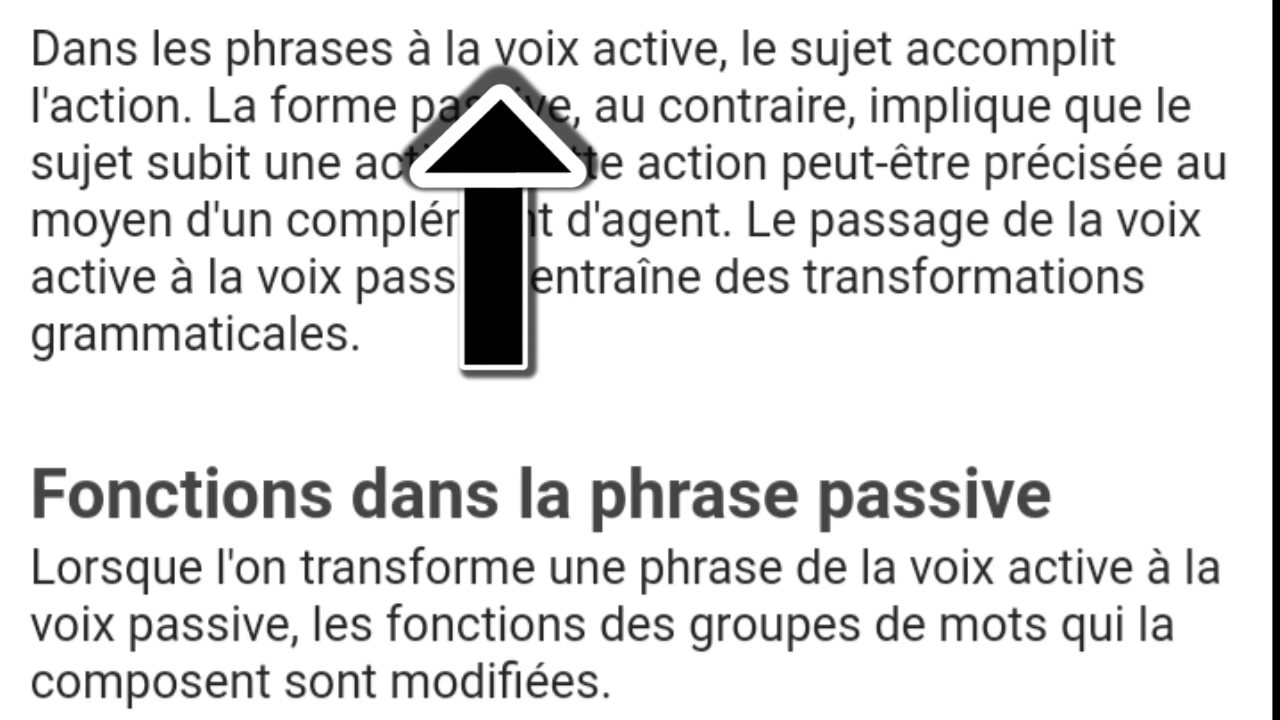 Dans les phrases à la voix active, le sujet accomplit
l'action. La forme passive, au contraire, implique que le
sujet subit une action peut-être précisée au
moyen d'un d'agent. Le passage de la voix
active à la voix entraîne des transformations
grammaticales.
Fonctions dans la phrase passive
Lorsque l'on transforme une phrase de la voix active à la
voix passive, les fonctions des groupes de mots qui la
composent sont modifiées.